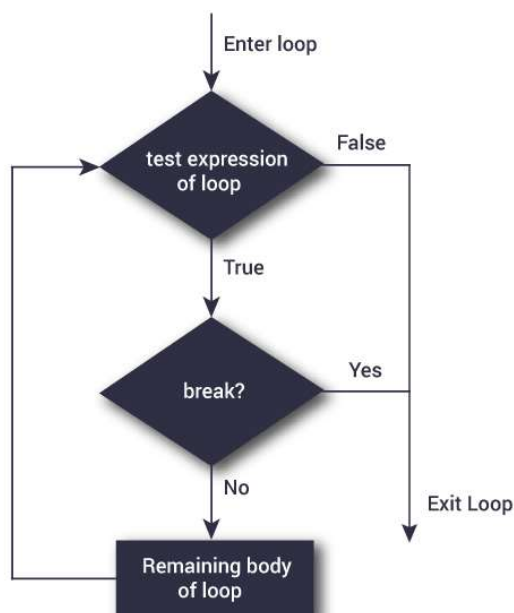 Enter loop
test expression
of loop
False
True
break?
Yes
No
Exit Loop
Remaining body
of loop